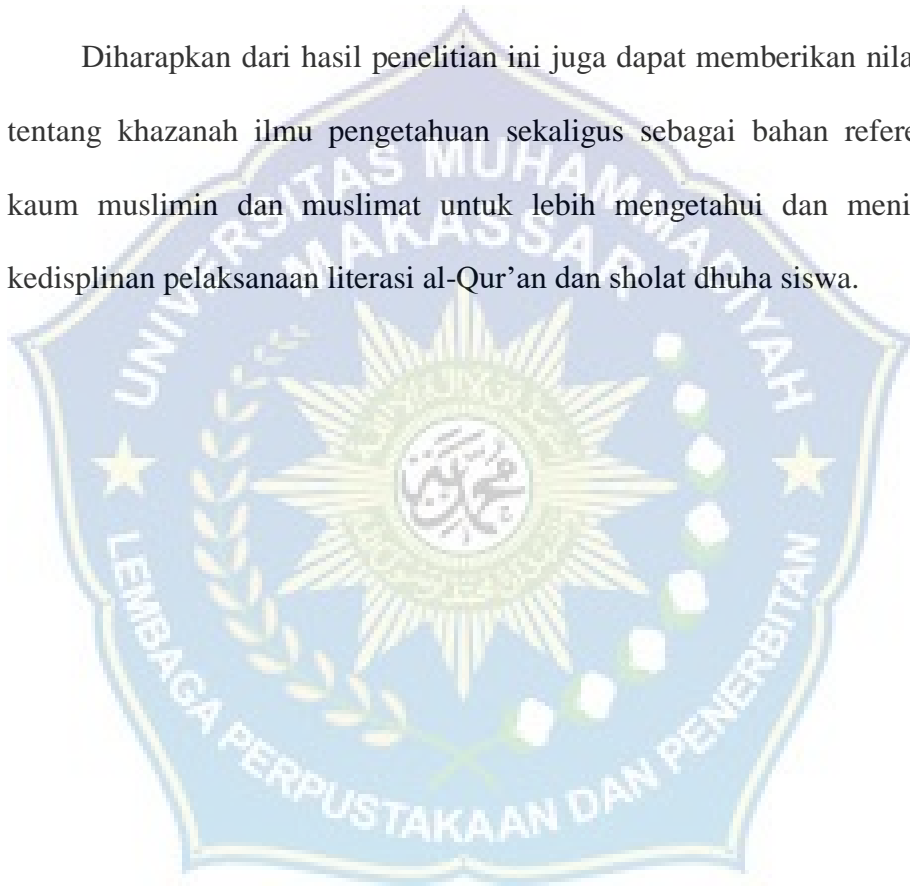 Diharapkan dari hasil penelitian ini juga dapat memberikan nila
tentang khazanah ilmu pengetahuan sekaligus sebagai bahan refere
kaum muslimin dan muslimat untuk lebih mengetahui dan meni
kedisplinan pelaksanaan literasi al-Qur’an dan sholat dhuha siswa.
UNIVERSITAS MUHAMMADIYAH
MAKASSAR
LEMBAGA PERPUSTAKAAN DAN PENERBITAN